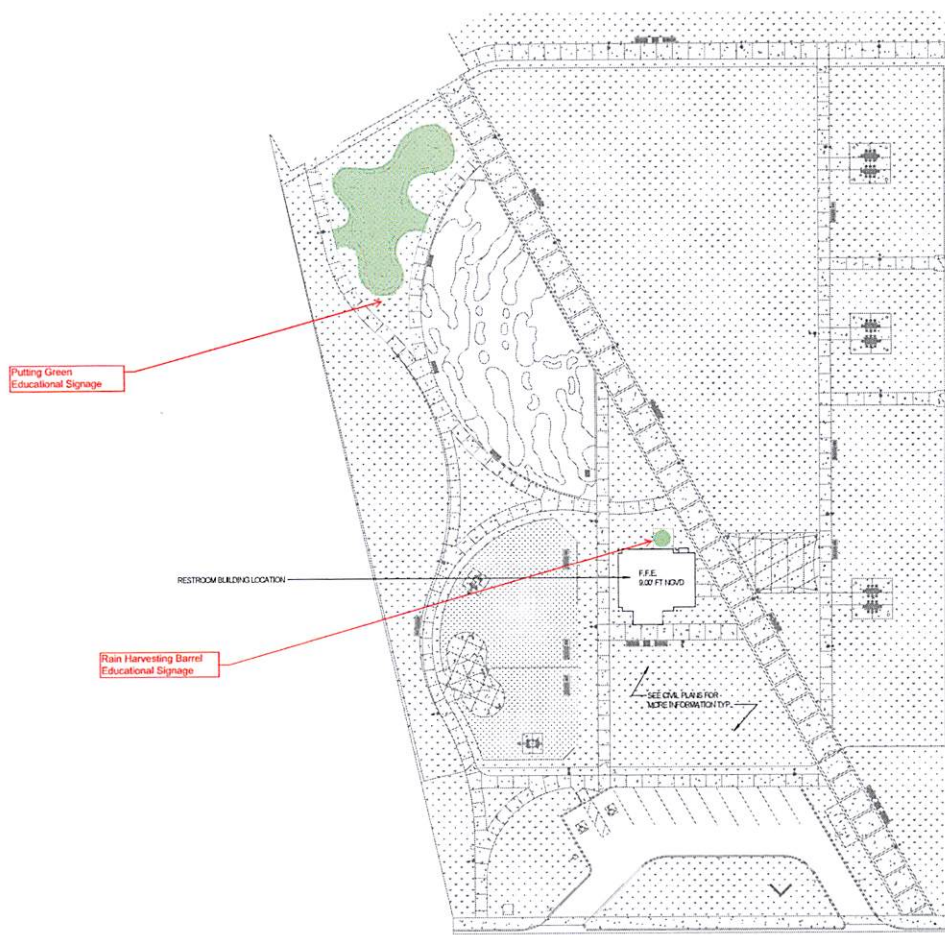 Putting Green
Educational Signage
RESTROOM BUILDING LOCATION
F.F.E.
9.00' FT NGVD
Rain Harvesting Barrel
Educational Signage
SEE CIVIL PLANS FOR
MORE INFORMATION TYP.